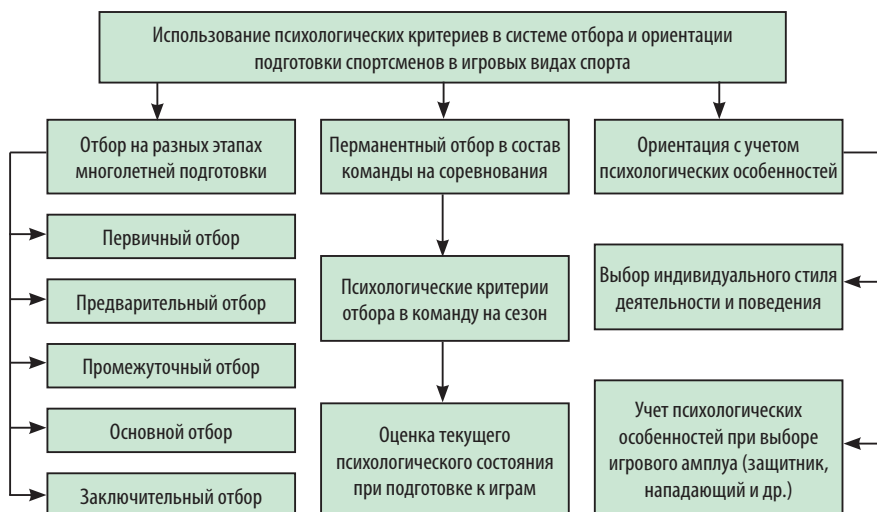 Использование психологических критериев в системе отбора и ориентации
подготовки спортсменов в игровых видах спорта
Отбор на разных этапах
многолетней подготовки
Первичный отбор
Предварительный отбор
Промежуточный отбор
Основной отбор
Заключительный отбор
Перманентный отбор в состав
команды на соревнования
Психологические критерии
отбора в команду на сезон
Оценка текущего
психологического состояния
при подготовке к играм
Ориентация с учетом
психологических особенностей
Выбор индивидуального стиля
деятельности и поведения
Учет психологических
особенностей при выборе
игрового амплуа (защитник,
нападающий и др.)